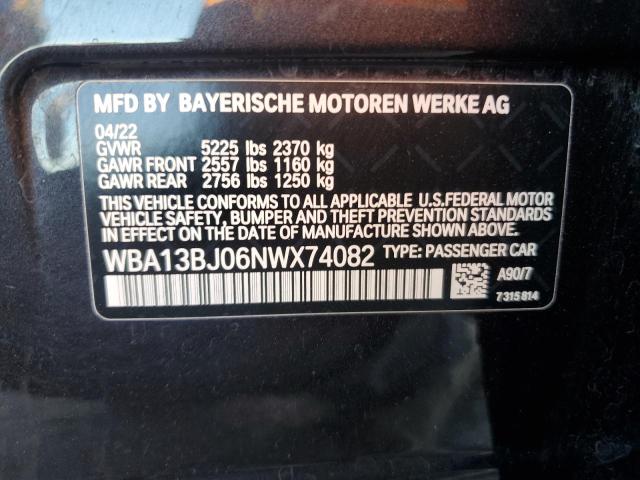 MFD BY BAYERISCHE MOTOREN WERKE AG
04/22
GVWR 5225 lbs 2370 kg
GAWR FRONT 2557 lbs 1160 kg
GAWR REAR 2756 lbs 1250 kg
THIS VEHICLE CONFORMS TO ALL APPLICABLE U.S.FEDERAL MOTOR
VEHICLE SAFETY, BUMPER AND THEFT PREVENTION STANDARDS
IN EFFECT ON THE DATE OF MANUFACTURE SHOWN ABOVE.
WBA13BJ06NWX74082 TYPE: PASSENGER CAR
A90/7
7315814